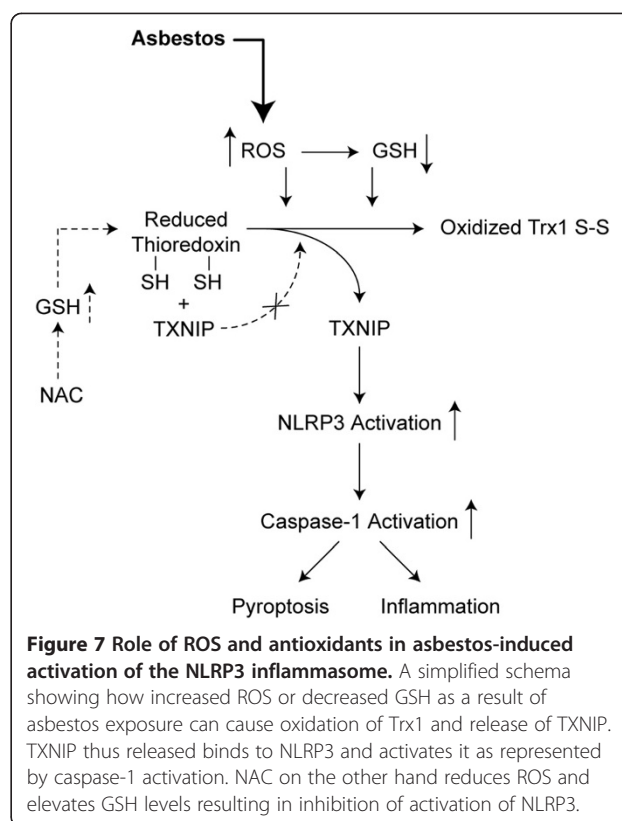 Asbestos
ROS
GSH
Reduced
Thioredoxin
Oxidized Trx1 S-S
SH SH
+
GSH
TXNIP
TXNIP
NAC
NLRP3 Activation
Caspase-1 Activation
Pyroptosis Inflammation
Figure 7 Role of ROS and antioxidants in asbestos-induced
activation of the NLRP3 inflammasome. A simplified schema
showing how increased ROS or decreased GSH as a result of
asbestos exposure can cause oxidation of Trx1 and release of TXNIP.
TXNIP thus released binds to NLRP3 and activates it as represented
by caspase-1 activation. NAC on the other hand reduces ROS and
elevates GSH levels resulting in inhibition of activation of NLRP3.